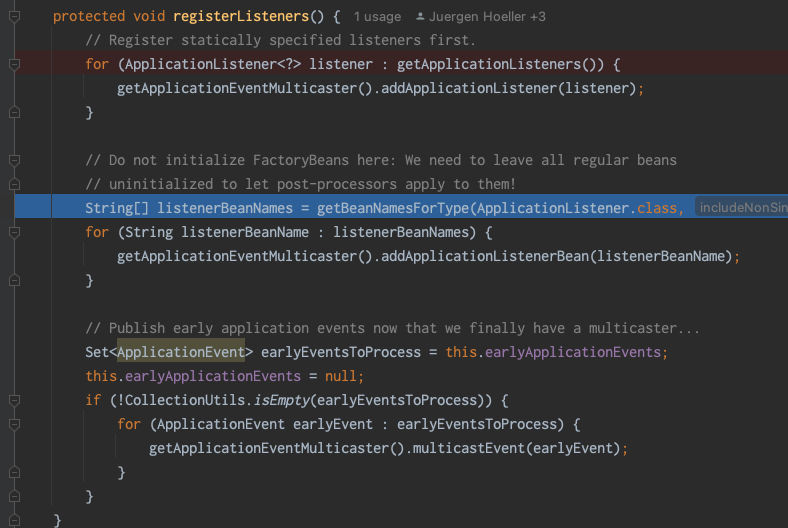 protected void registerListeners() { 1 usage Juergen Hoeller +3
// Register statically specified listeners first.
for (ApplicationListener<?> listener : getApplicationListeners()) {
getApplicationEventMulticaster().addApplicationListener(listener);
}
// Do not initialize FactoryBeans here: We need to leave all regular beans
// uninitialized to let post-processors apply to them!
String[] listenerBeanNames = getBeanNamesForType(ApplicationListener.class,
for (String listenerBeanName : listenerBeanNames) {
getApplicationEventMulticaster().addApplicationListenerBean(listenerBeanName);
}
// Publish early application events now that we finally have a multicaster...
Set<ApplicationEvent> earlyEventsToProcess = this.earlyApplicationEvents;
this.earlyApplicationEvents = null;
if (!CollectionUtils.isEmpty(earlyEventsToProcess)) {
for (ApplicationEvent earlyEvent : earlyEventsToProcess) {
getApplicationEventMulticaster().multicastEvent(earlyEvent);
}
}
}